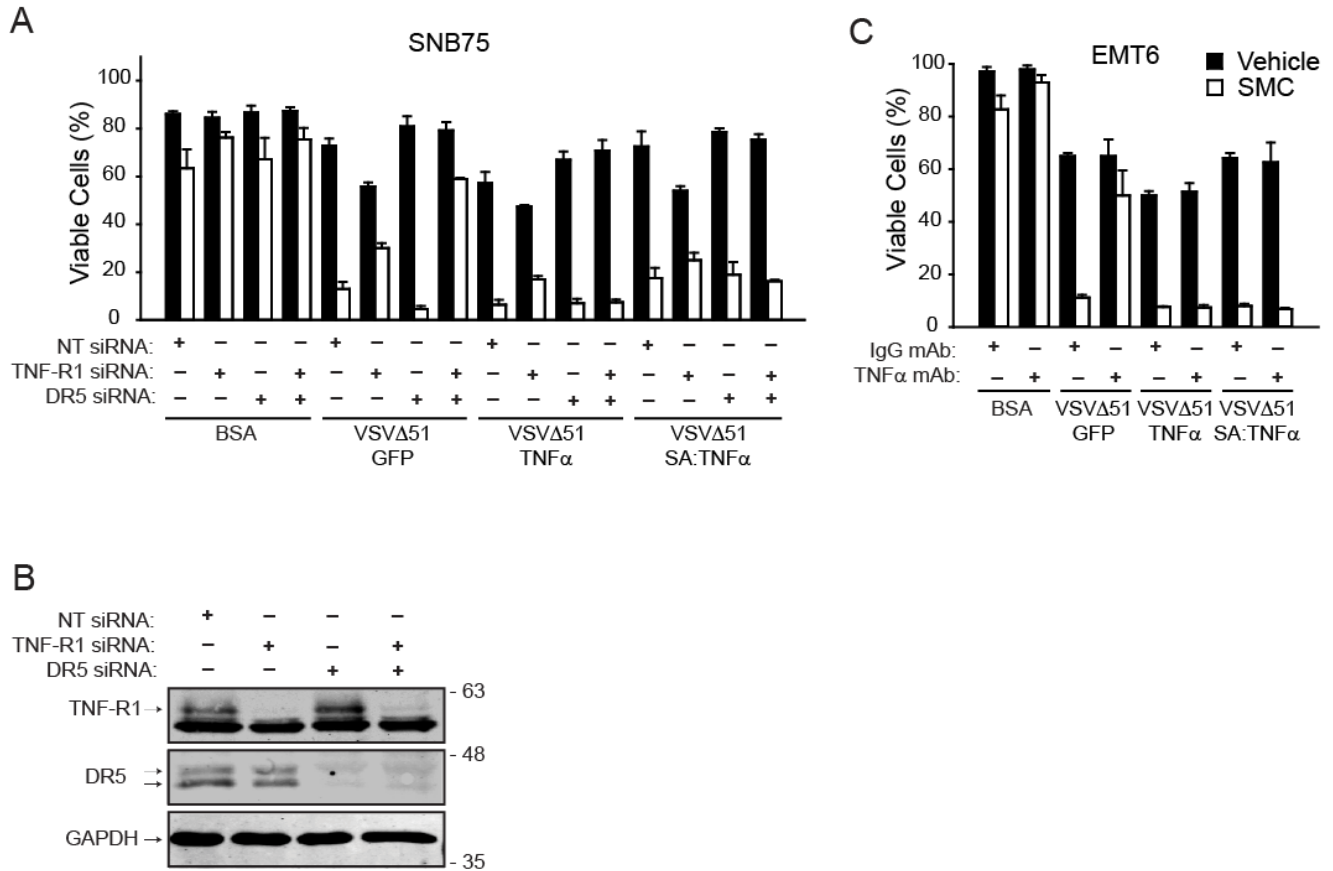 A
SNB75
Viable Cells (%)
100
80
60
40
20
0
NT siRNA: + – – – + – – – + – – – + – – –
TNF-R1 siRNA: – + – + – + – + – + – + – + – +
DR5 siRNA: – – + + – – + + – – + + – – + +
BSA
VSVΔ51
GFP
VSVΔ51
TNFα
VSVΔ51
SA:TNFα
C
EMT6
Vehicle
SMC
Viable Cells (%)
100
80
60
40
20
0
IgG mAb: + – + – + – + –
TNFα mAb: – + – + – + – +
BSA
VSVΔ51
GFP
VSVΔ51
TNFα
VSVΔ51
SA:TNFα
B
NT siRNA: + – – –
TNF-R1 siRNA: – + – +
DR5 siRNA: – – + +
TNF-R1
- 63
- 48
DR5
GAPDH
- 35